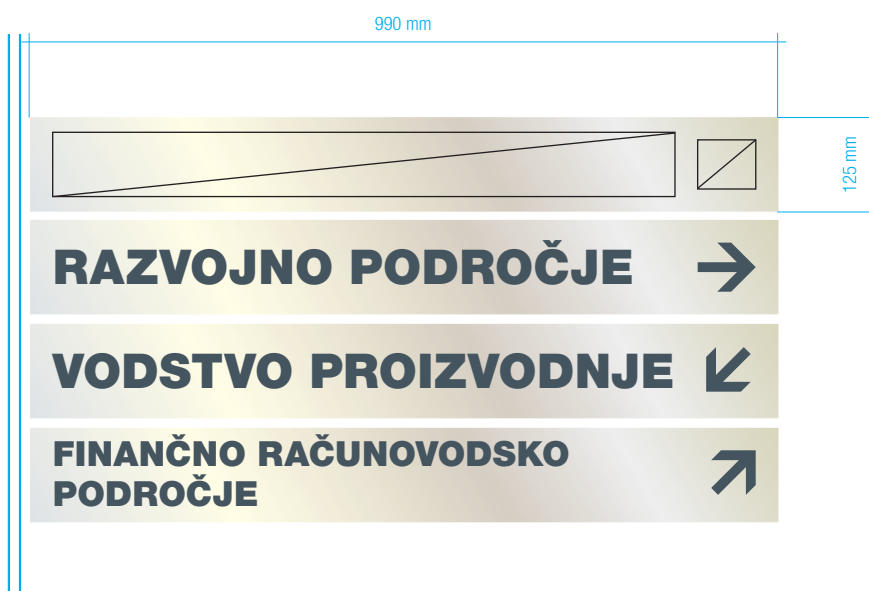 990 mm
125 mm
RAZVOJNO PODROČJE
VODSTVO PROIZVODNJE
FINANČNO RAČUNOVODSKO
PODROČJE